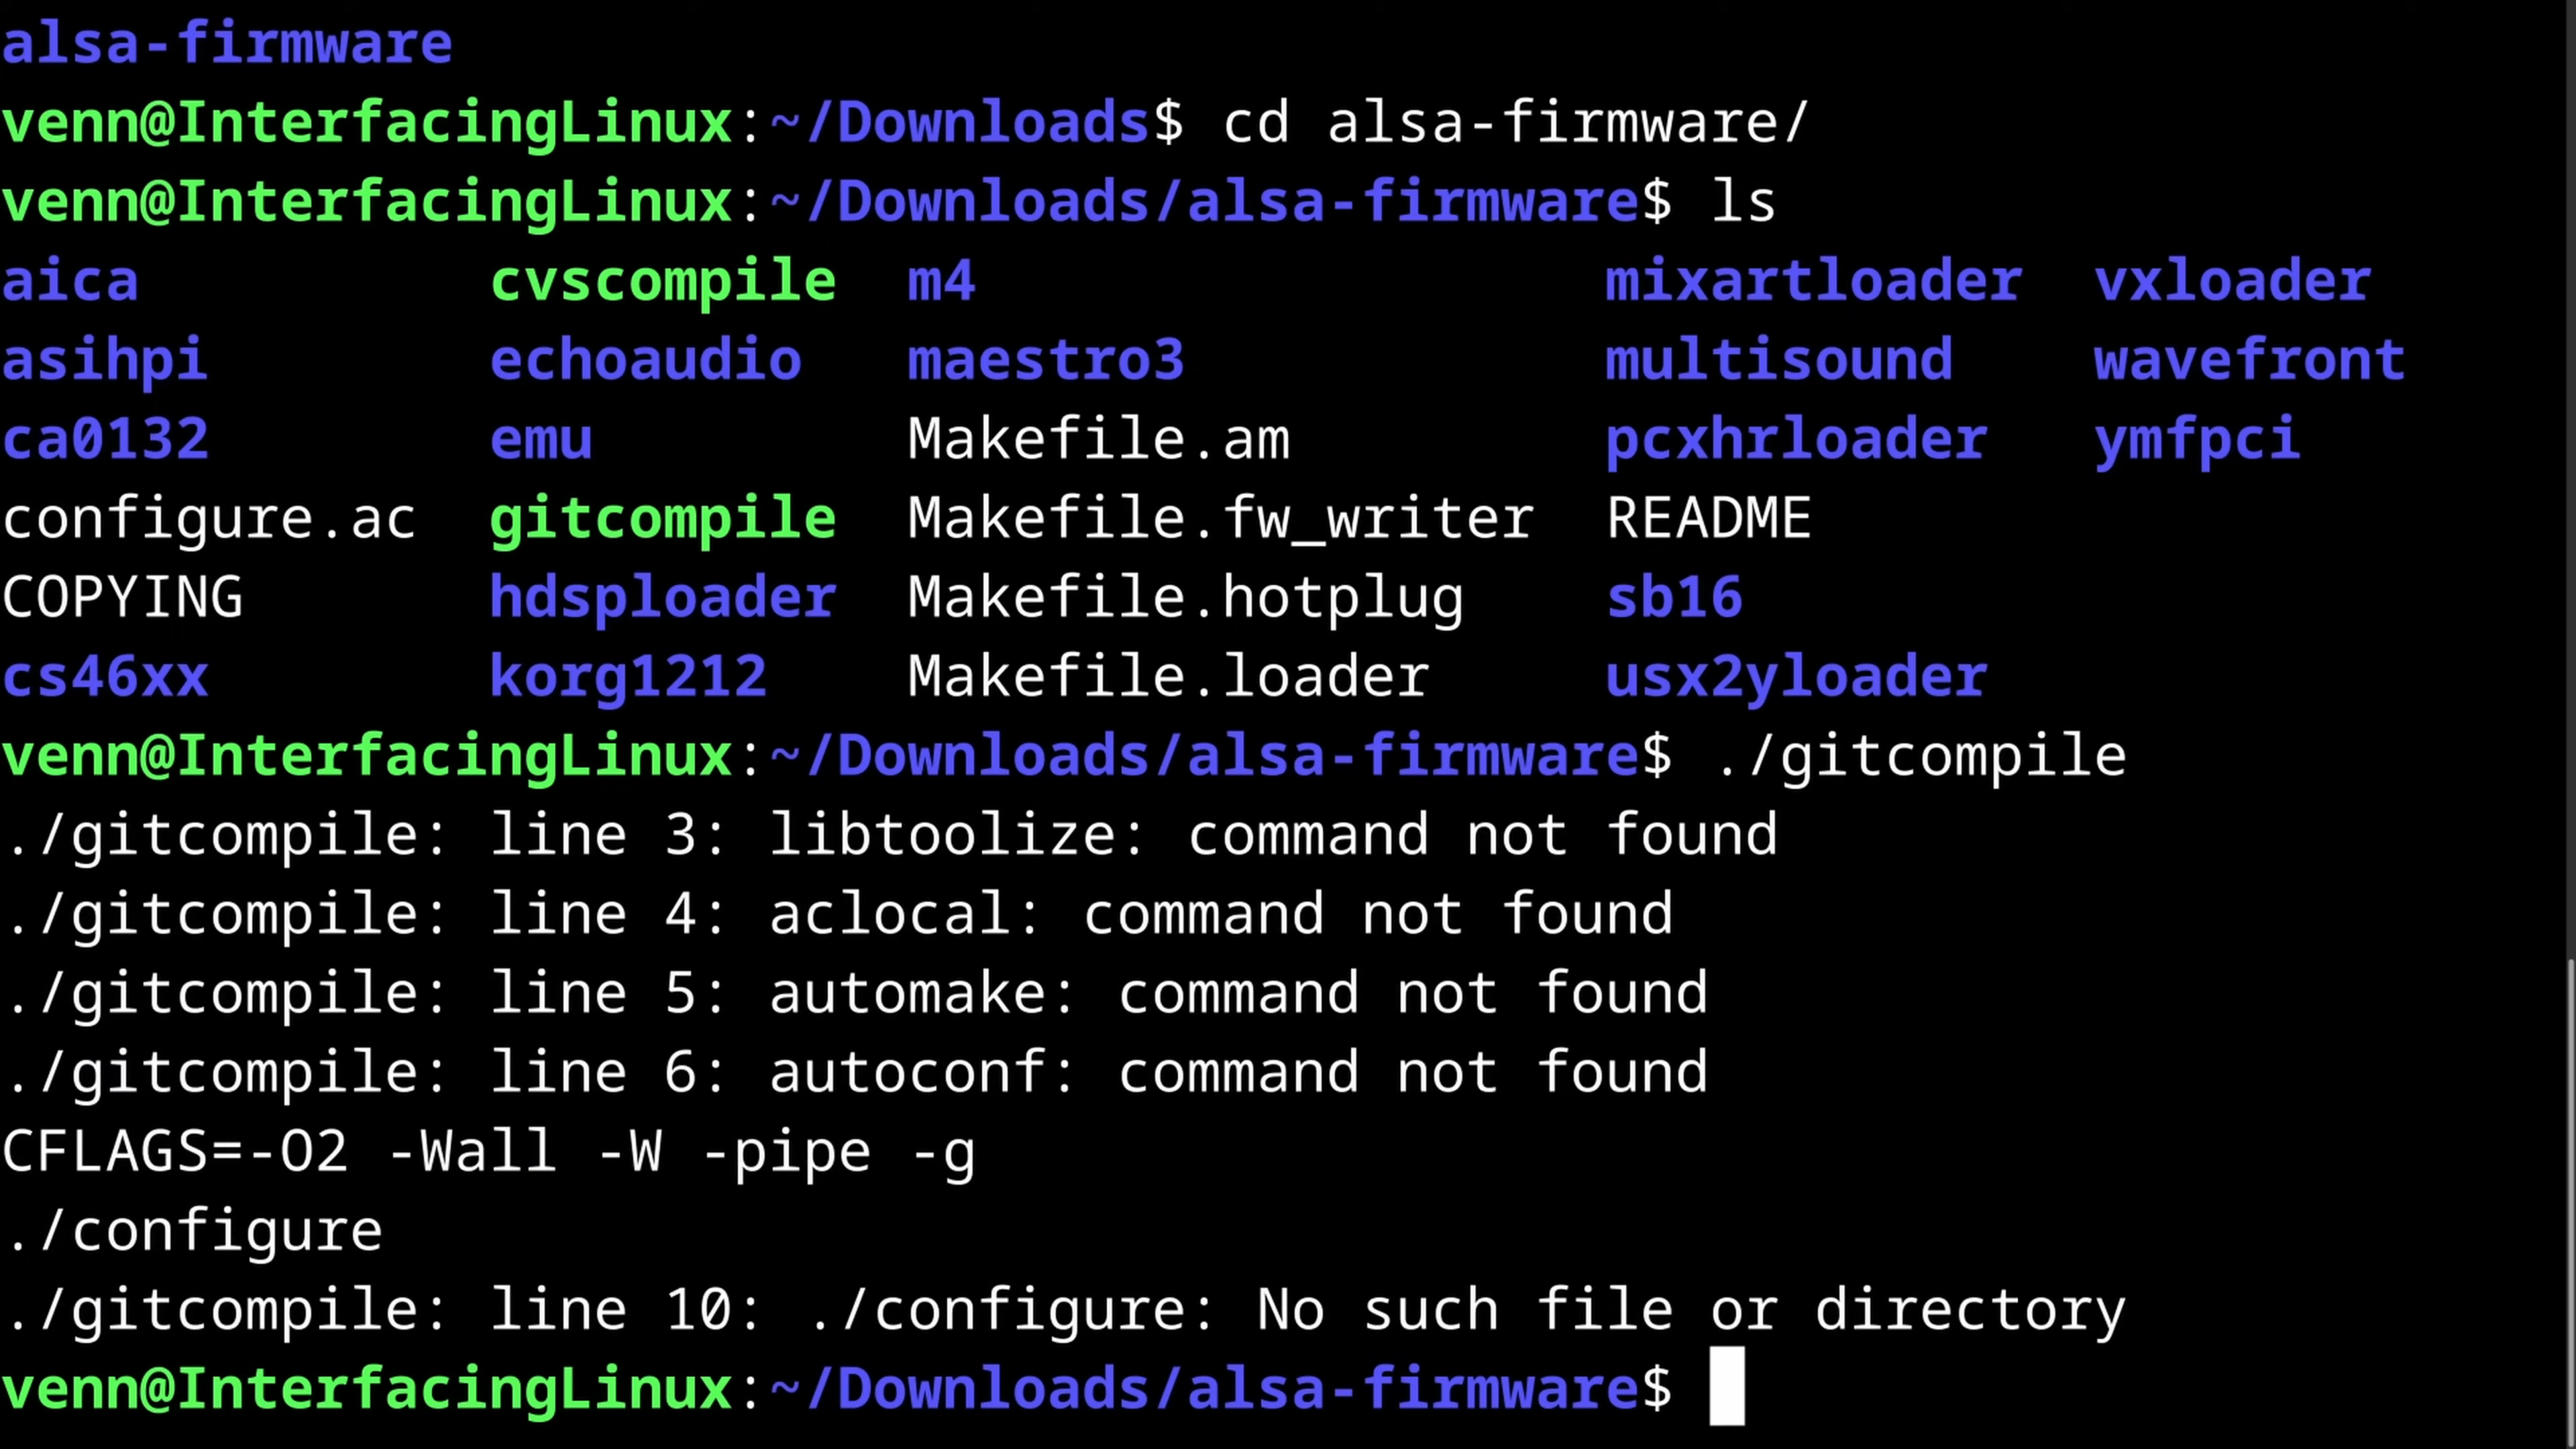 alsa-firmware
venn@InterfacingLinux:~/Downloads$ cd alsa-firmware/
venn@InterfacingLinux:~/Downloads/alsa-firmware$ ls
aica          cvscompile  m4                  mixartloader  vxloader
asihpi        echoaudio   maestro3            multisound    wavefront
ca0132        emu         Makefile.am         pcxhrloader   ymfpci
configure.ac  gitcompile  Makefile.fw_writer  README
COPYING       hdsploader  Makefile.hotplug    sb16
cs46xx        korg1212    Makefile.loader     usx2yloader
venn@InterfacingLinux:~/Downloads/alsa-firmware$ ./gitcompile
./gitcompile: line 3: libtoolize: command not found
./gitcompile: line 4: aclocal: command not found
./gitcompile: line 5: automake: command not found
./gitcompile: line 6: autoconf: command not found
CFLAGS=-O2 -Wall -W -pipe -g
./configure
./gitcompile: line 10: ./configure: No such file or directory
venn@InterfacingLinux:~/Downloads/alsa-firmware$